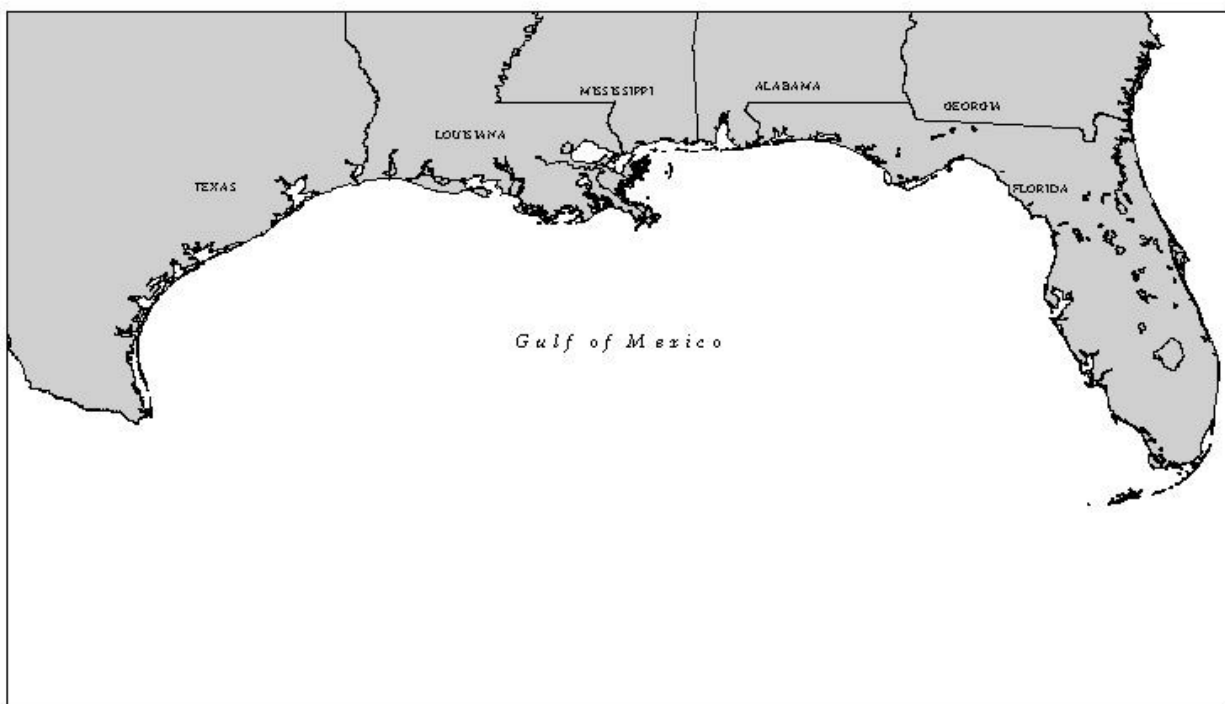 MISSISSIPPI
ALABAMA
GEORGIA
LOUISIANA
TEXAS
FLORIDA
Gulf of Mexico